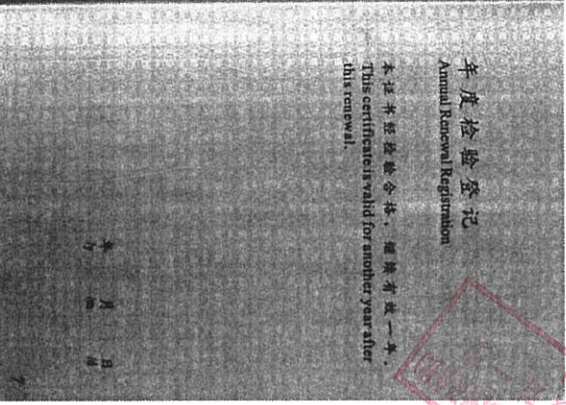 年度检验登记
Annual Renewal Registration
本证书经检验合格，继续有效一年。
This certificate is valid for another year after
this renewal.
年 月 日
/y /m /d
7